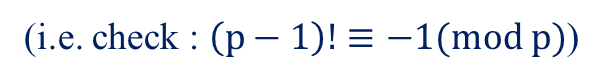 (i.e. check : (p − 1)! ≡ −1(mod p))